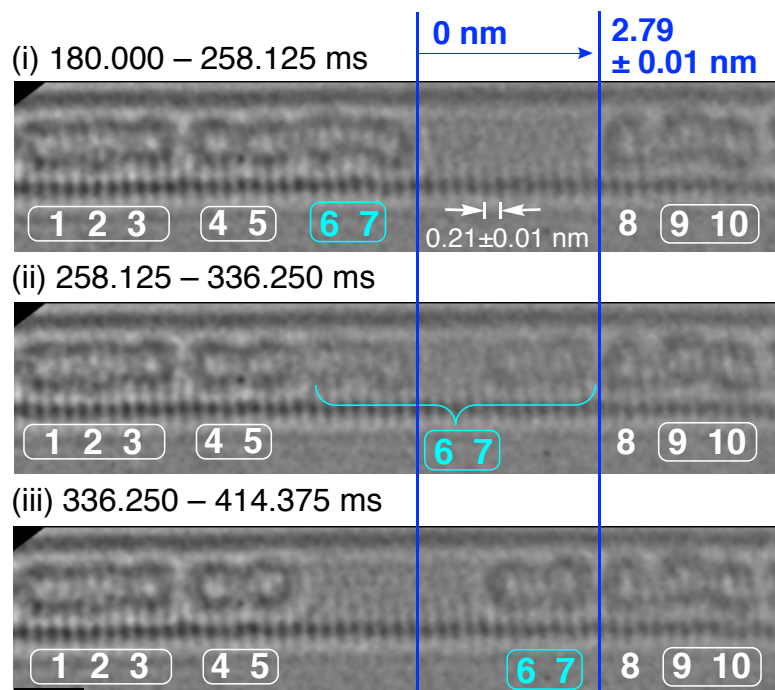 0 nm
2.79
± 0.01 nm
(i) 180.000 – 258.125 ms
1 2 3 4 5 6 7 8 9 10
0.21±0.01 nm
(ii) 258.125 – 336.250 ms
1 2 3 4 5 6 7 8 9 10
(iii) 336.250 – 414.375 ms
1 2 3 4 5 6 7 8 9 10